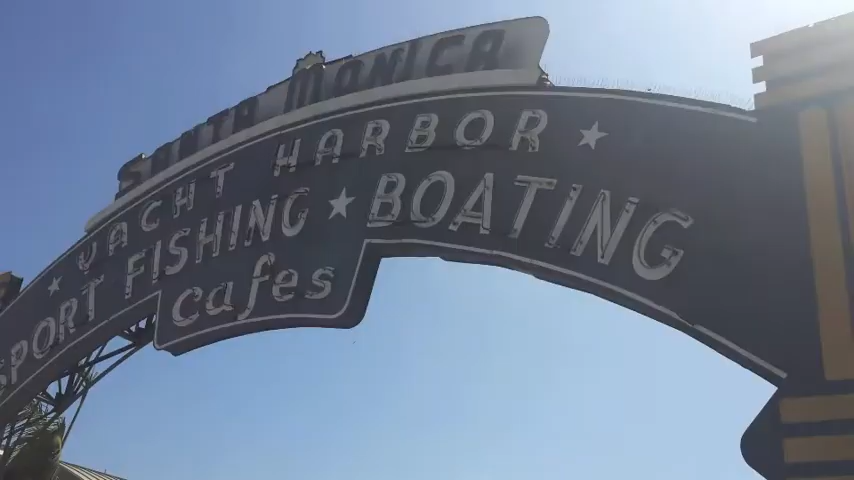 SANTA MONICA
★ YACHT HARBOR ★
SPORT FISHING ★ BOATING
cafes